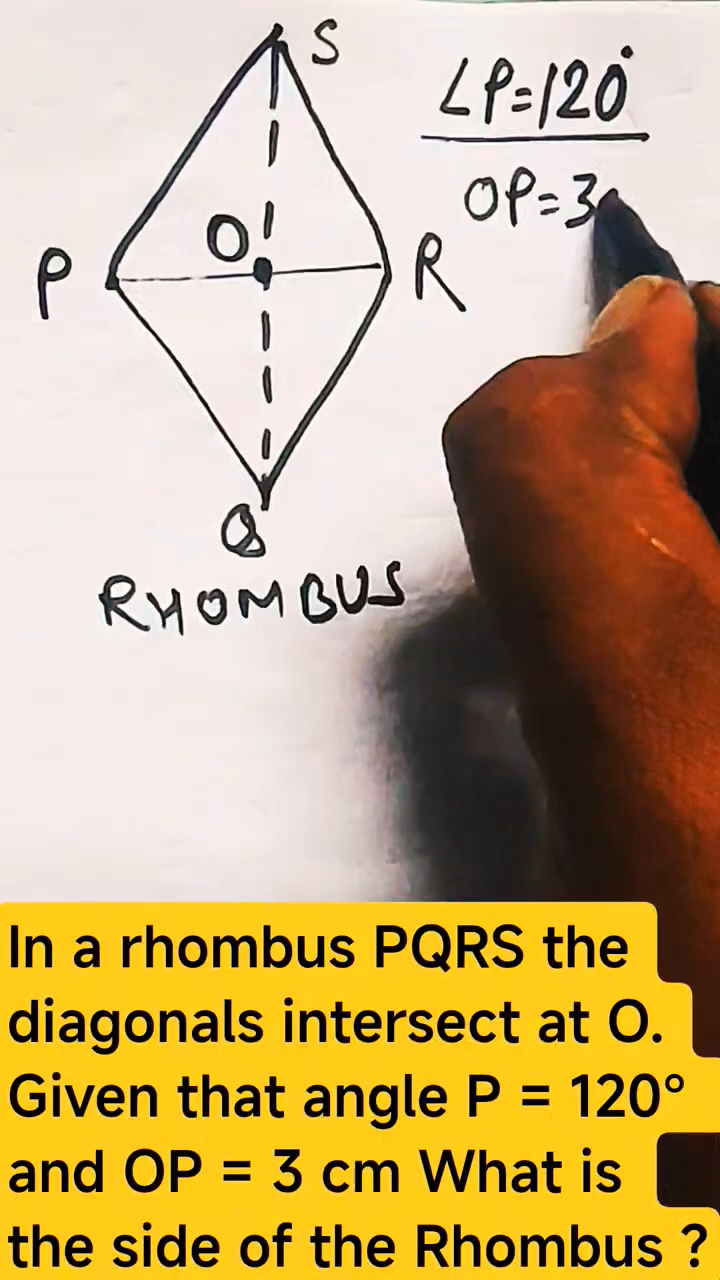 S
∠P=120°
OP=3
O
P
R
Q
RHOMBUS
In a rhombus PQRS the
diagonals intersect at O.
Given that angle P = 120°
and OP = 3 cm What is
the side of the Rhombus ?